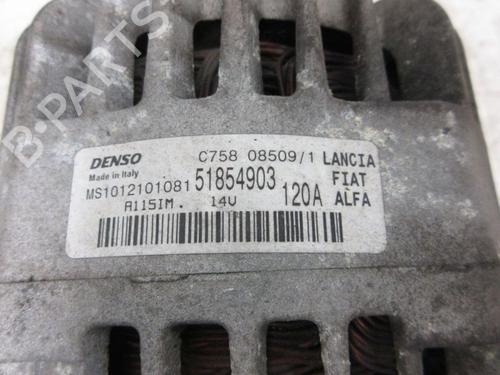 B-PARTS
DENSO C758 08509/1 LANCIA
Made in Italy FIAT
MS1012101081 51854903 120A ALFA
A115IM. 14V